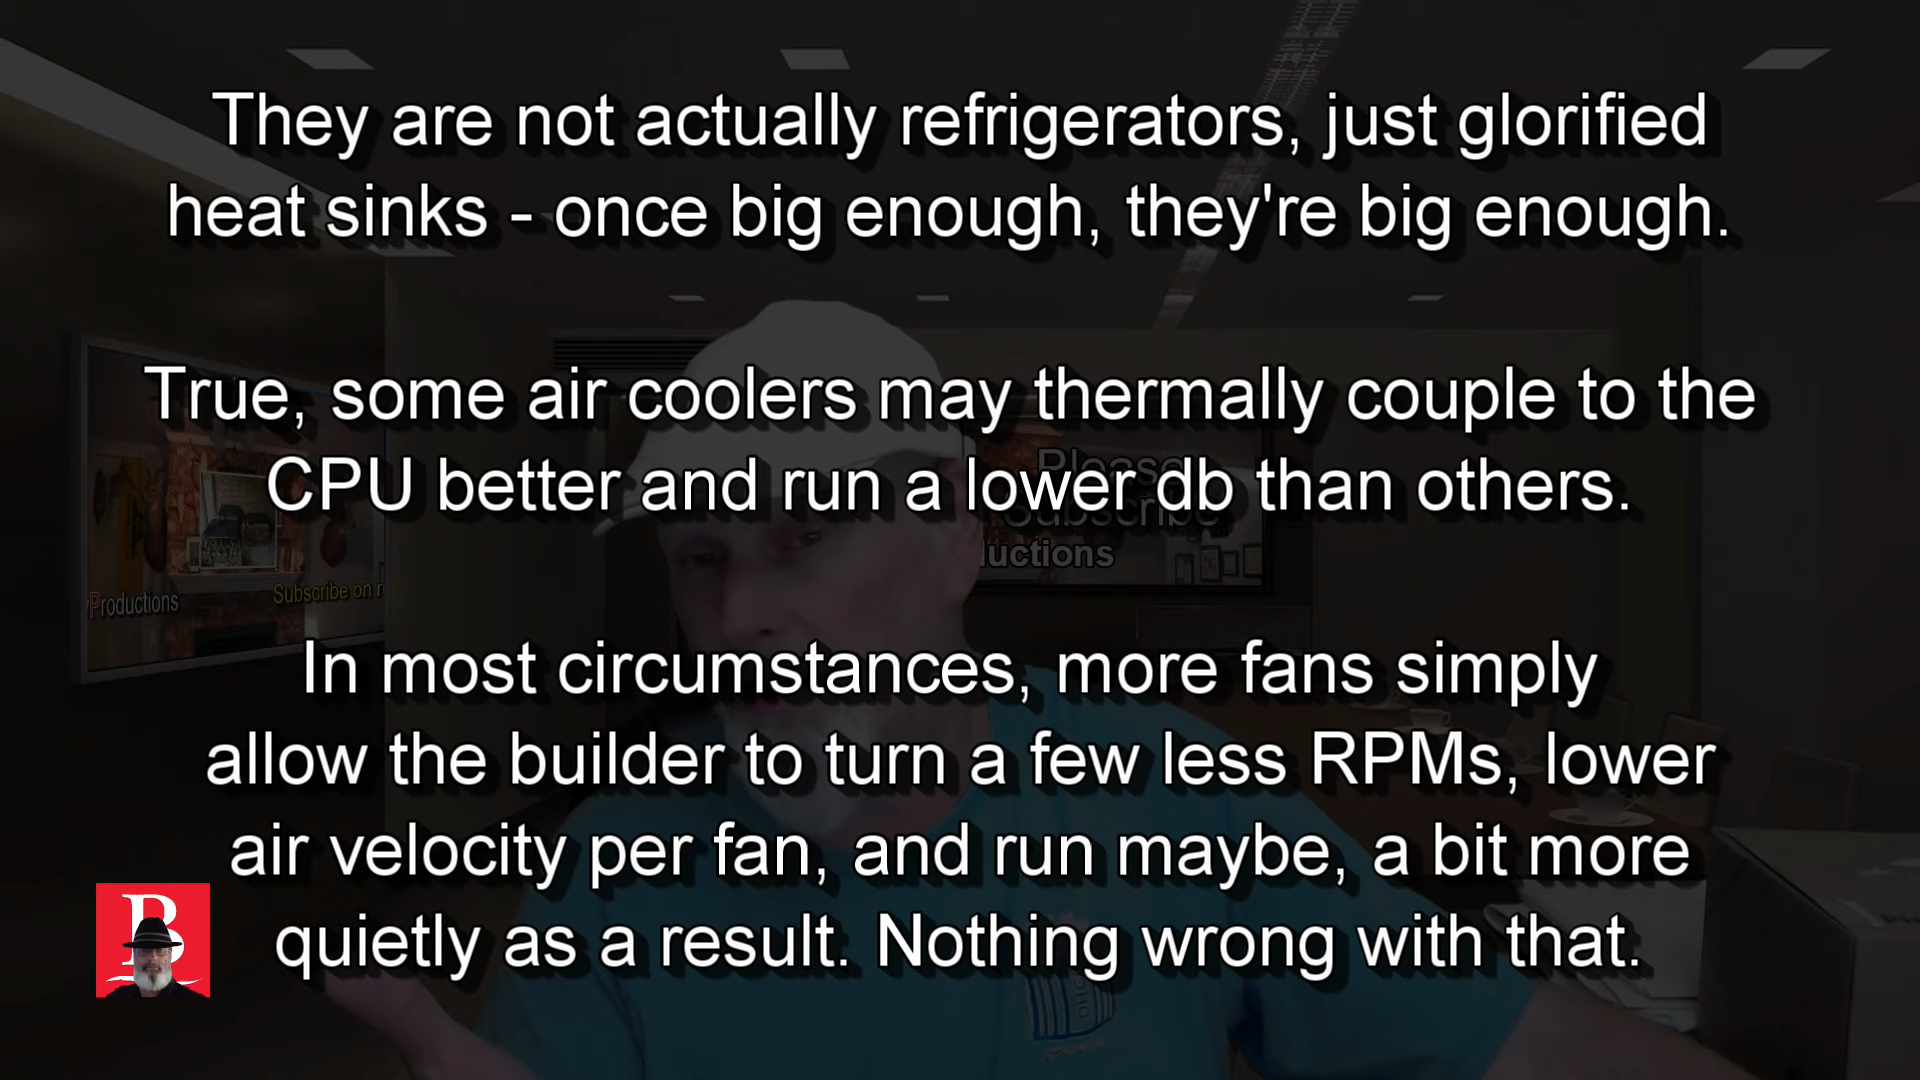 They are not actually refrigerators, just glorified
heat sinks - once big enough, they're big enough.
True, some air coolers may thermally couple to the
CPU better and run a lower db than others.
Please
Subscribe
ductions
Productions
Subscribe on
In most circumstances, more fans simply
allow the builder to turn a few less RPMs, lower
air velocity per fan, and run maybe, a bit more
quietly as a result. Nothing wrong with that.
B